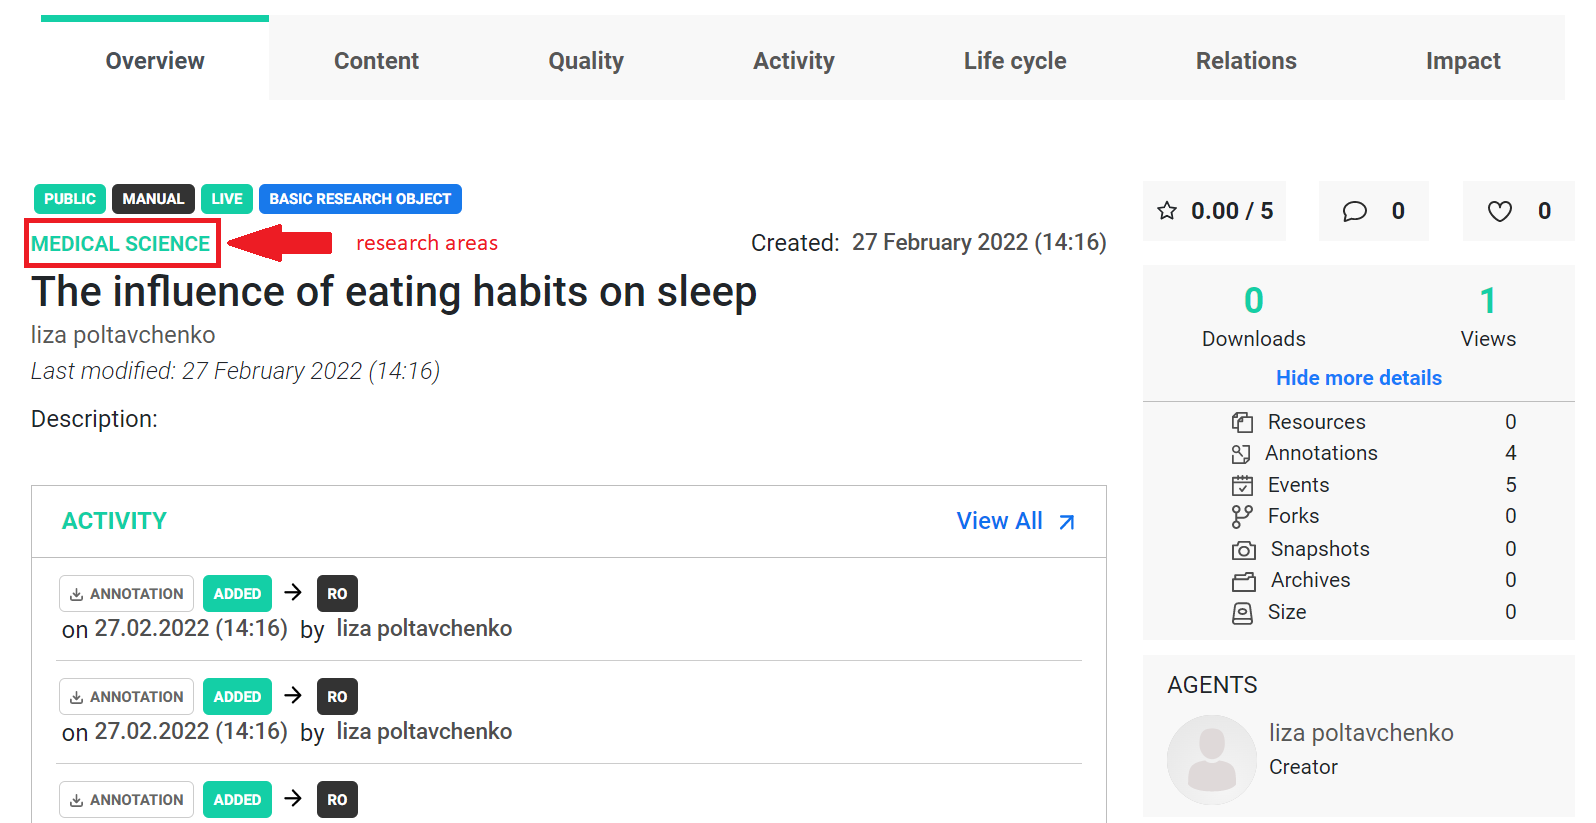 Overview Content Quality Activity Life cycle Relations Impact
PUBLIC MANUAL LIVE BASIC RESEARCH OBJECT
MEDICAL SCIENCE research areas Created: 27 February 2022 (14:16)
The influence of eating habits on sleep
liza poltavchenko
Last modified: 27 February 2022 (14:16)
Description:
ACTIVITY View All
ANNOTATION ADDED → RO
on 27.02.2022 (14:16) by liza poltavchenko
ANNOTATION ADDED → RO
on 27.02.2022 (14:16) by liza poltavchenko
ANNOTATION ADDED → RO
0.00 / 5 0 0
0 1
Downloads Views
Hide more details
Resources 0
Annotations 4
Events 5
Forks 0
Snapshots 0
Archives 0
Size 0
AGENTS
liza poltavchenko
Creator